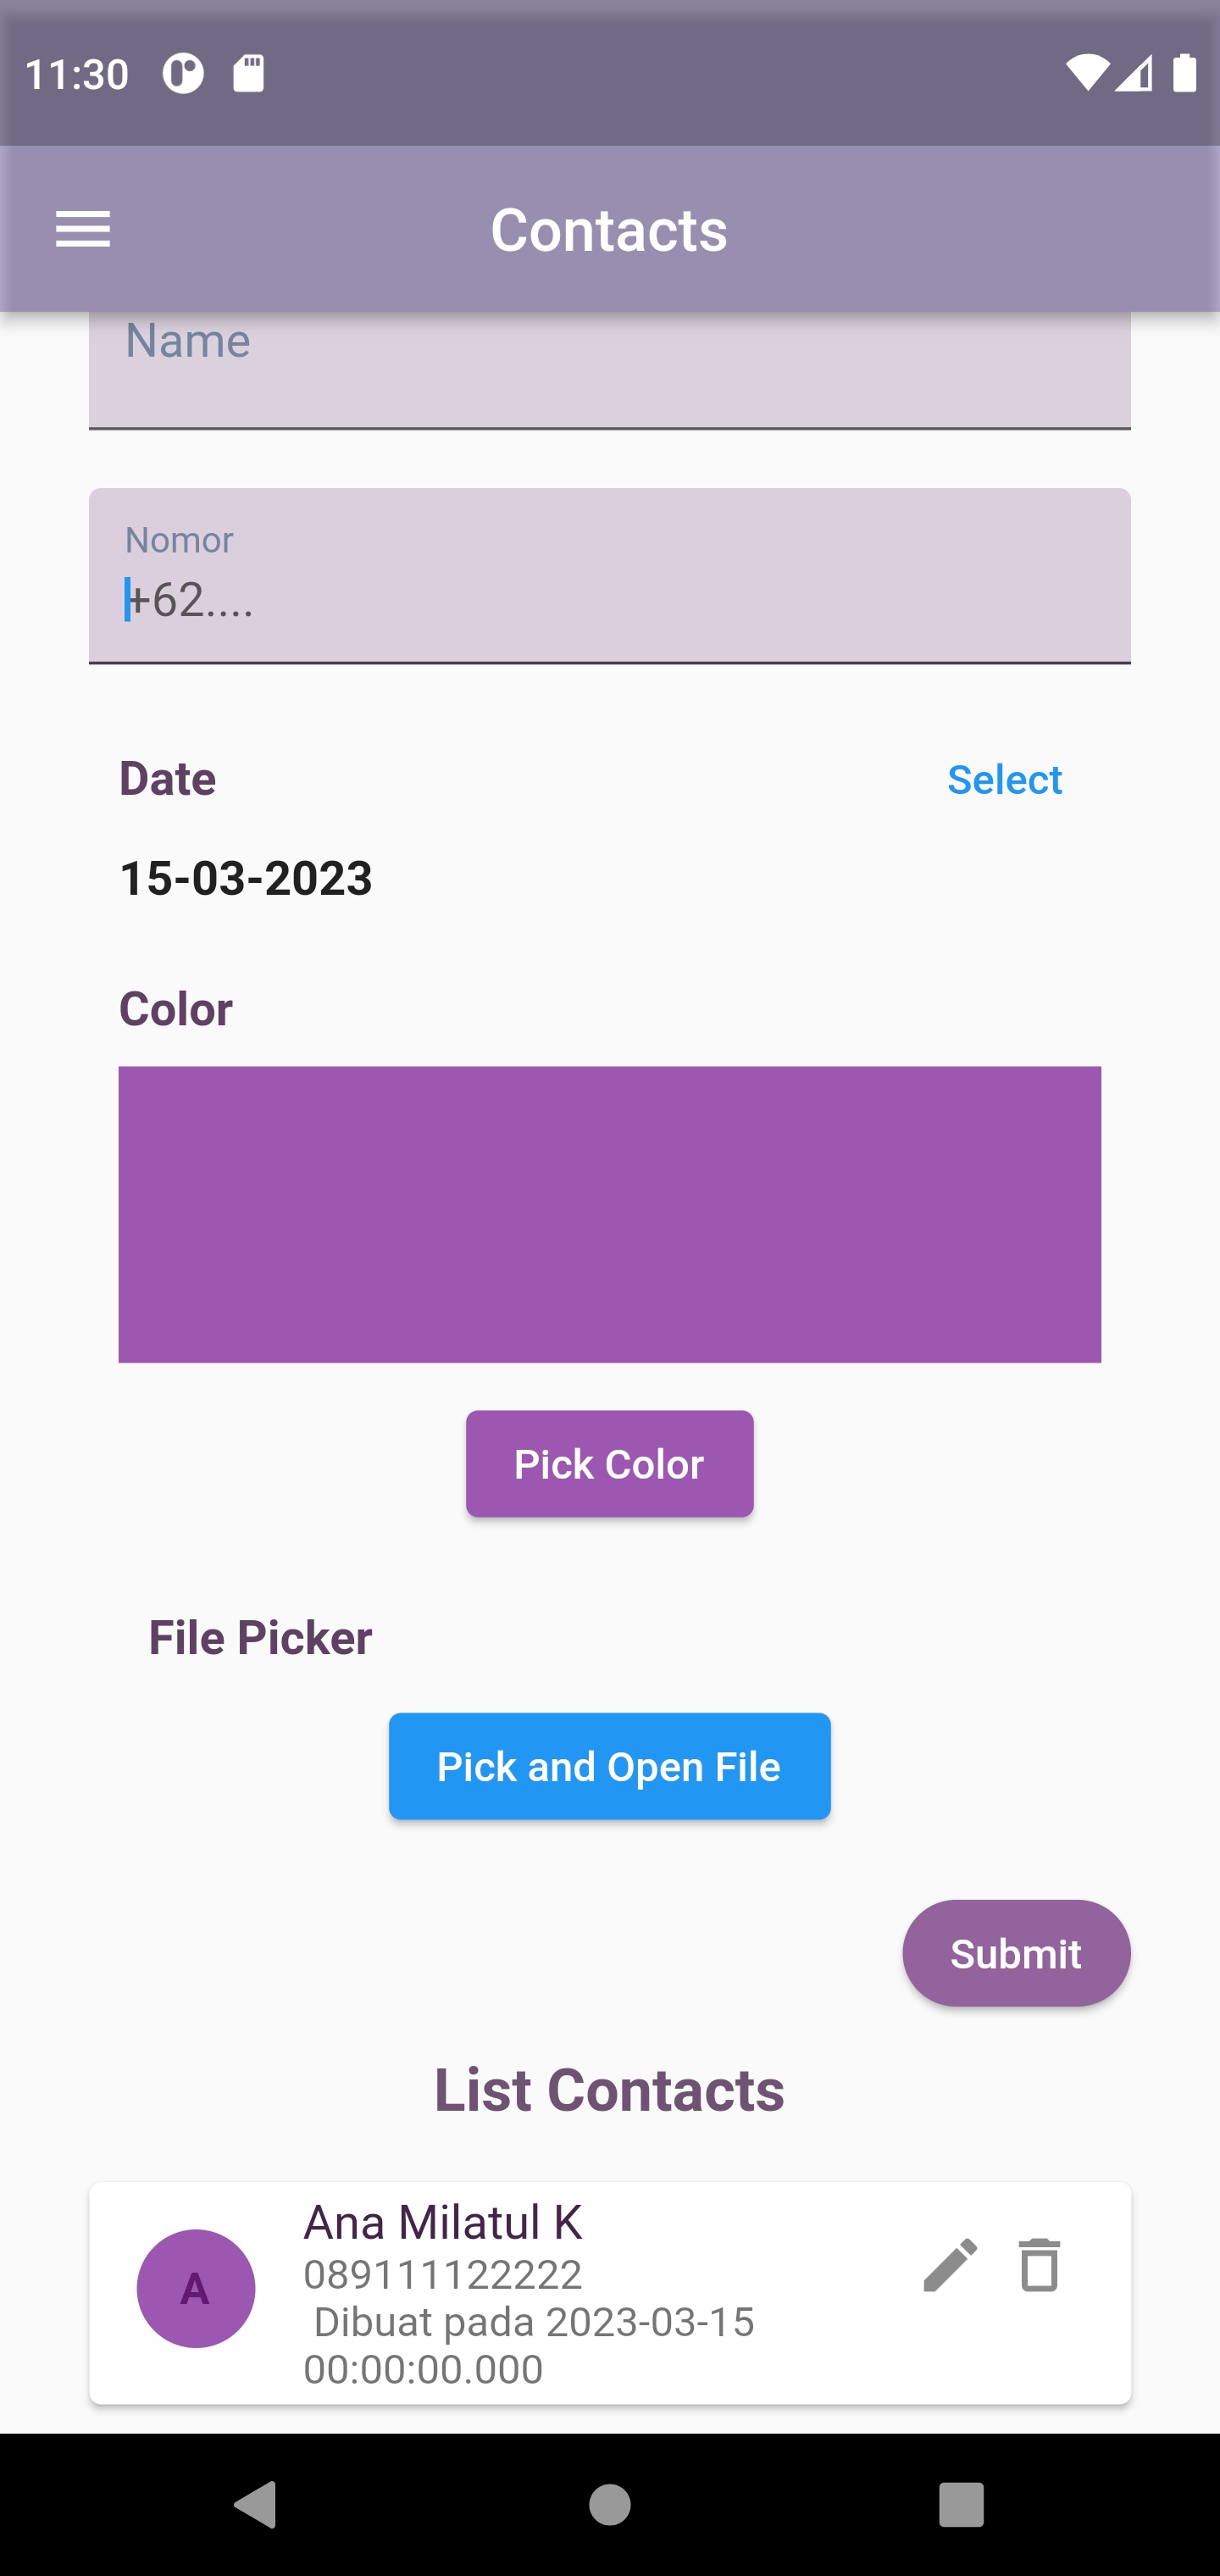 11:30
Contacts
Name
Nomor
+62....
Date
Select
15-03-2023
Color
Pick Color
File Picker
Pick and Open File
Submit
List Contacts
A
Ana Milatul K
089111122222
Dibuat pada 2023-03-15
00:00:00.000